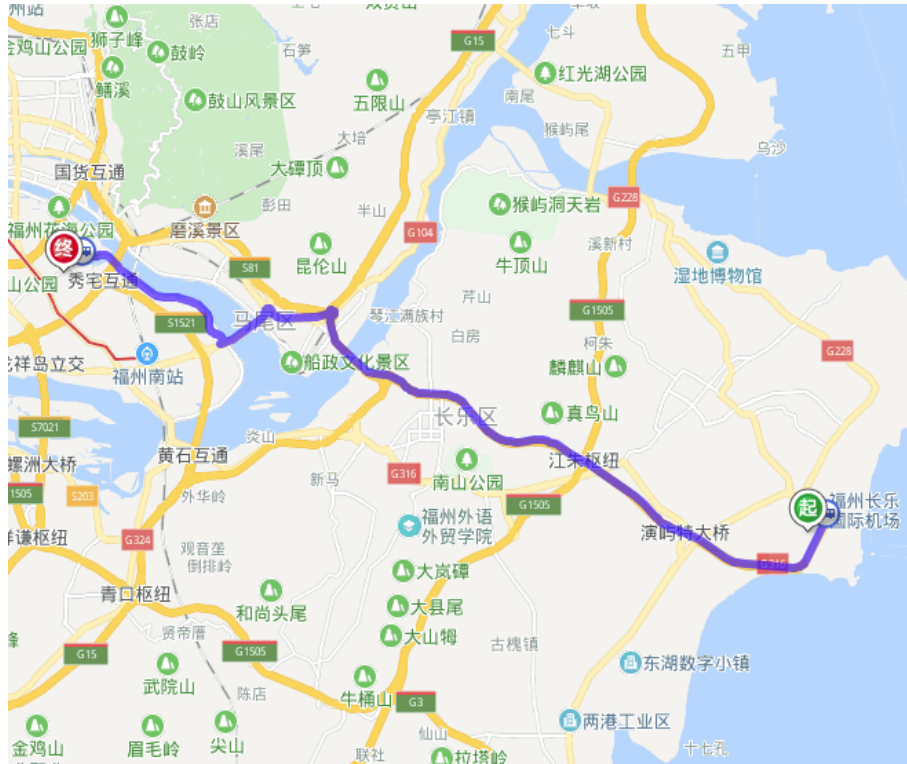 州站
张店
双贡山
七斗
草坂
狮子峰
金鸡山公园
鼓岭
石笋
G15
五甲
鳝溪
五限山
红光湖公园
鼓山风景区
南尾
亭江镇
大培
猴屿尾
溪尾
乌沙
国货互通
大礓顶
G228
彭田
半山
猴屿洞天岩
福州花海公园
磨溪景区
G104
终
昆伦山
牛顶山
溪新村
湿地博物馆
山公园
秀宅互通
S81
芹山
G1505
S1521
马尾区
琴江满族村
白房
柯朱
G228
龙祥岛立交
福州南站
船政文化景区
麟麒山
长乐区
真鸟山
S7021
炎山
黄石互通
江朱枢纽
螺洲大桥
新马
G316
南山公园
1505
S203
外华岭
G1505
起
福州长乐
国际机场
福州外语
外贸学院
演屿特大桥
祥谦枢纽
G324
观音垄
倒排岭
G316
大岚礓
青口枢纽
和尚头尾
大县尾
贤帝厝
大山姆
峰
G15
G1505
古槐镇
武院山
东湖数字小镇
陈店
牛桶山
G3
两港工业区
金鸡山
眉毛岭
尖山
仙山
联社
拉塔岭
十七孔